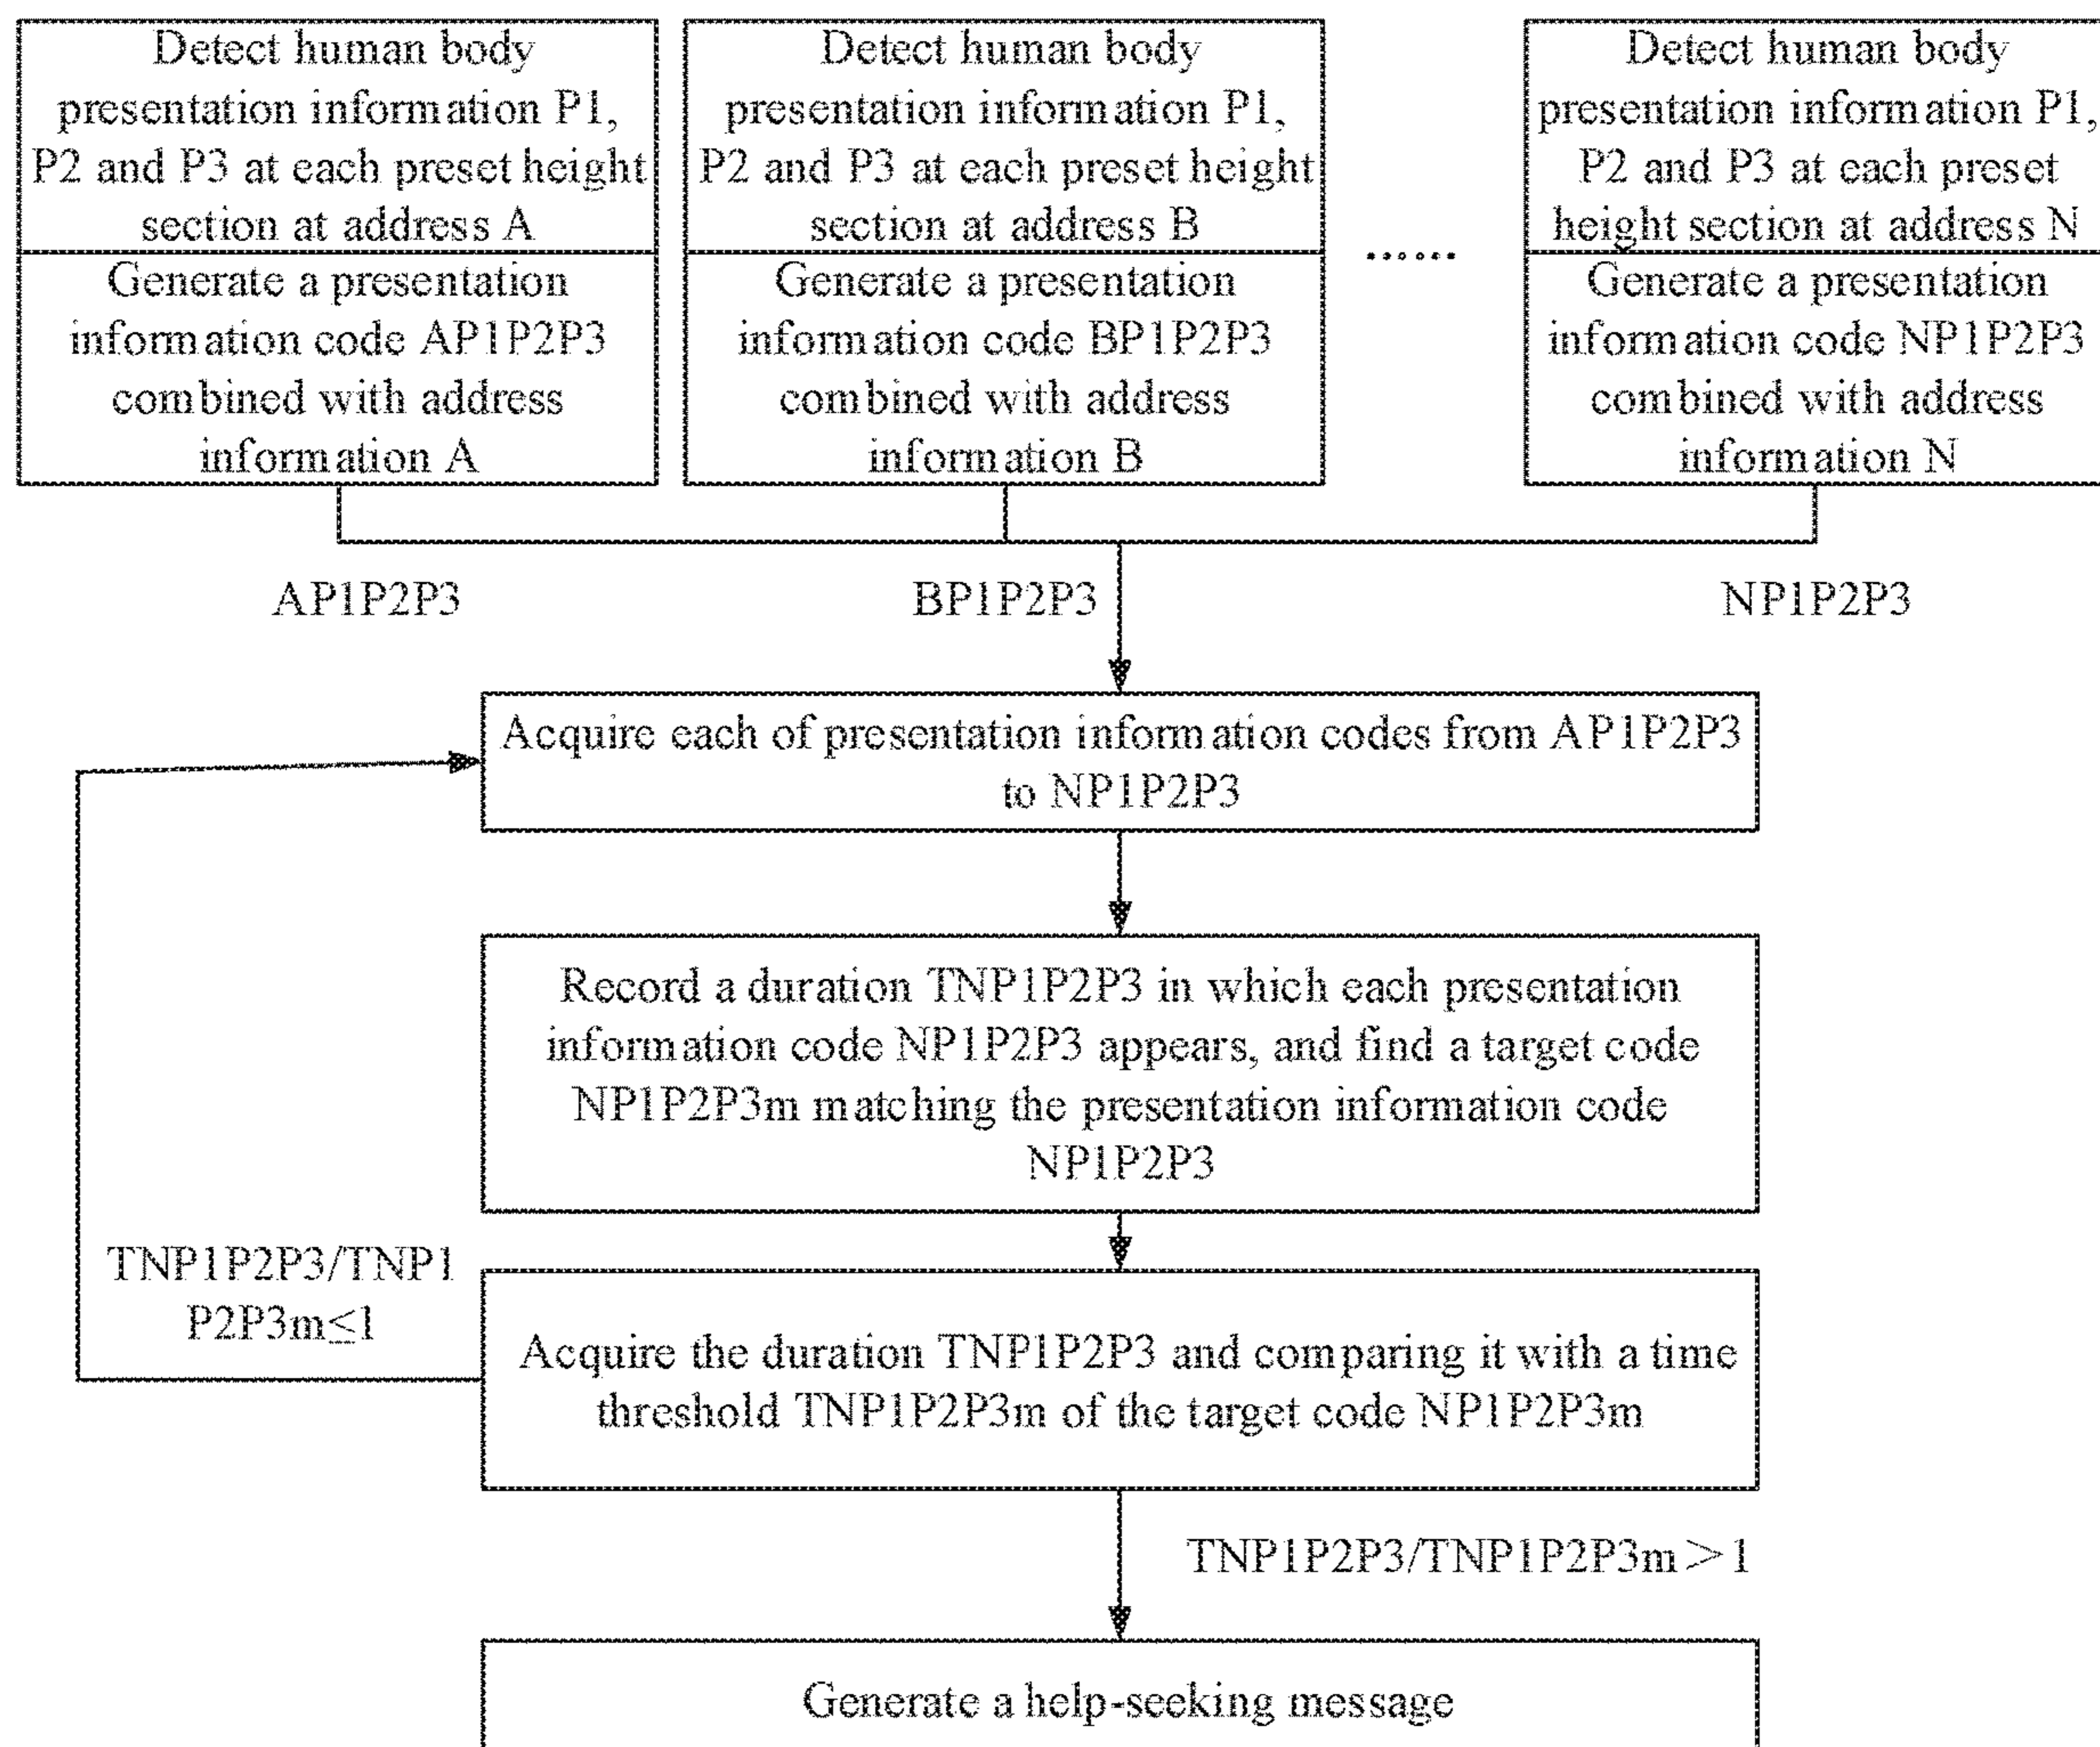 Detect human body
presentation information P1,
P2 and P3 at each preset height
section at address A
Generate a presentation
information code AP1P2P3
combined with address
information A
Detect human body
presentation information P1,
P2 and P3 at each preset height
section at address B
Generate a presentation
information code BP1P2P3
combined with address
information B
......
Detect human body
presentation information P1,
P2 and P3 at each preset
height section at address N
Generate a presentation
information code NP1P2P3
combined with address
information N
AP1P2P3
BP1P2P3
NP1P2P3
Acquire each of presentation information codes from AP1P2P3
to NP1P2P3
Record a duration TNP1P2P3 in which each presentation
information code NP1P2P3 appears, and find a target code
NP1P2P3m matching the presentation information code
NP1P2P3
TNP1P2P3/TNP1
P2P3m≤1
Acquire the duration TNP1P2P3 and comparing it with a time
threshold TNP1P2P3m of the target code NP1P2P3m
TNP1P2P3/TNP1P2P3m＞1
Generate a help-seeking message